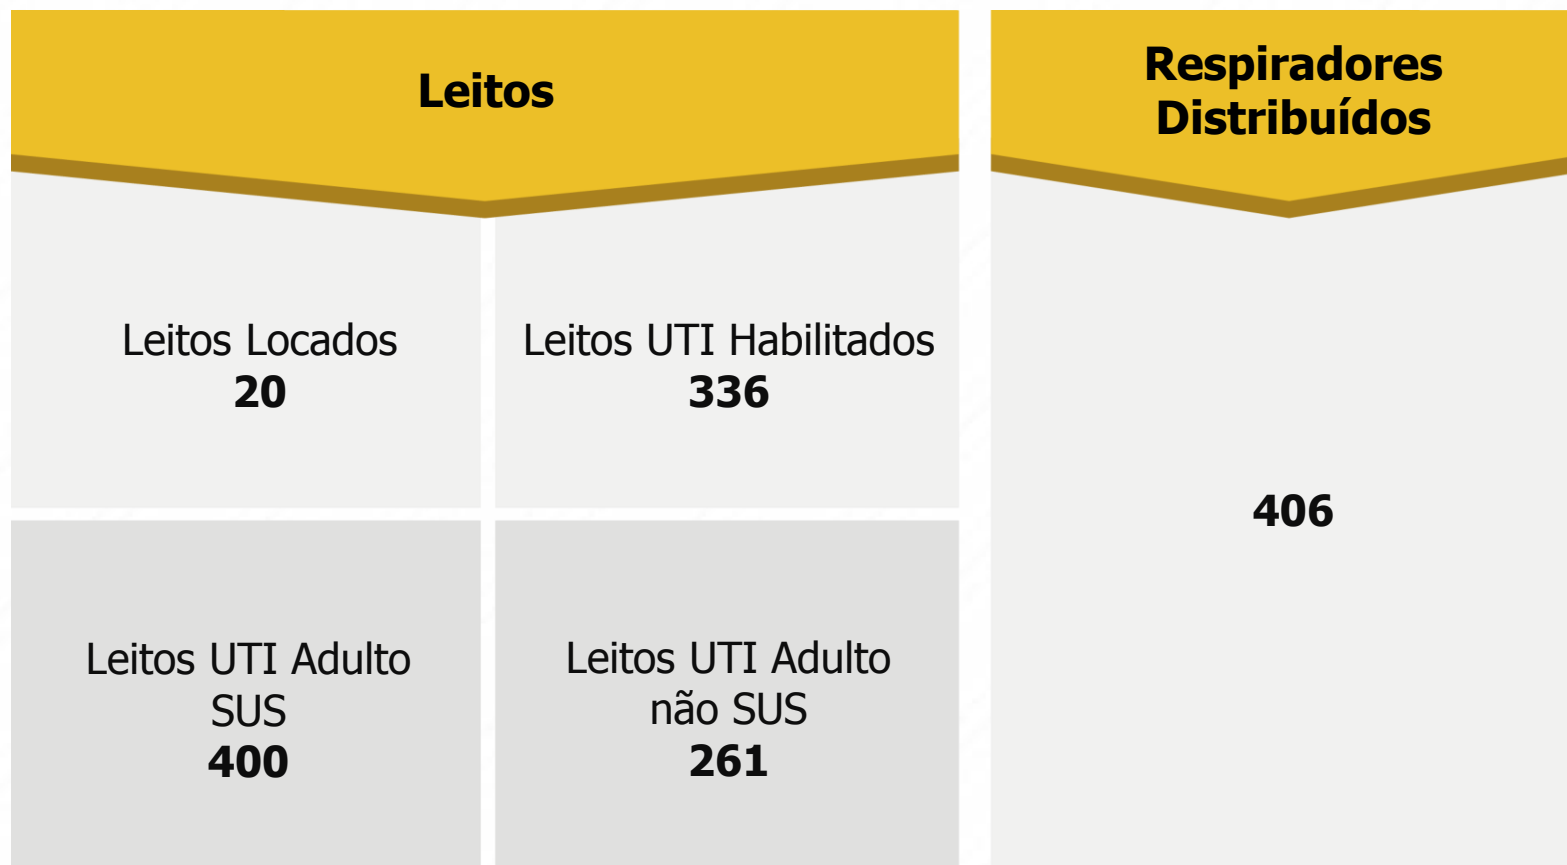 Leitos
Leitos Locados
20
Leitos UTI Habilitados
336
Leitos UTI Adulto
SUS
400
Leitos UTI Adulto
não SUS
261
Respiradores
Distribuídos
406